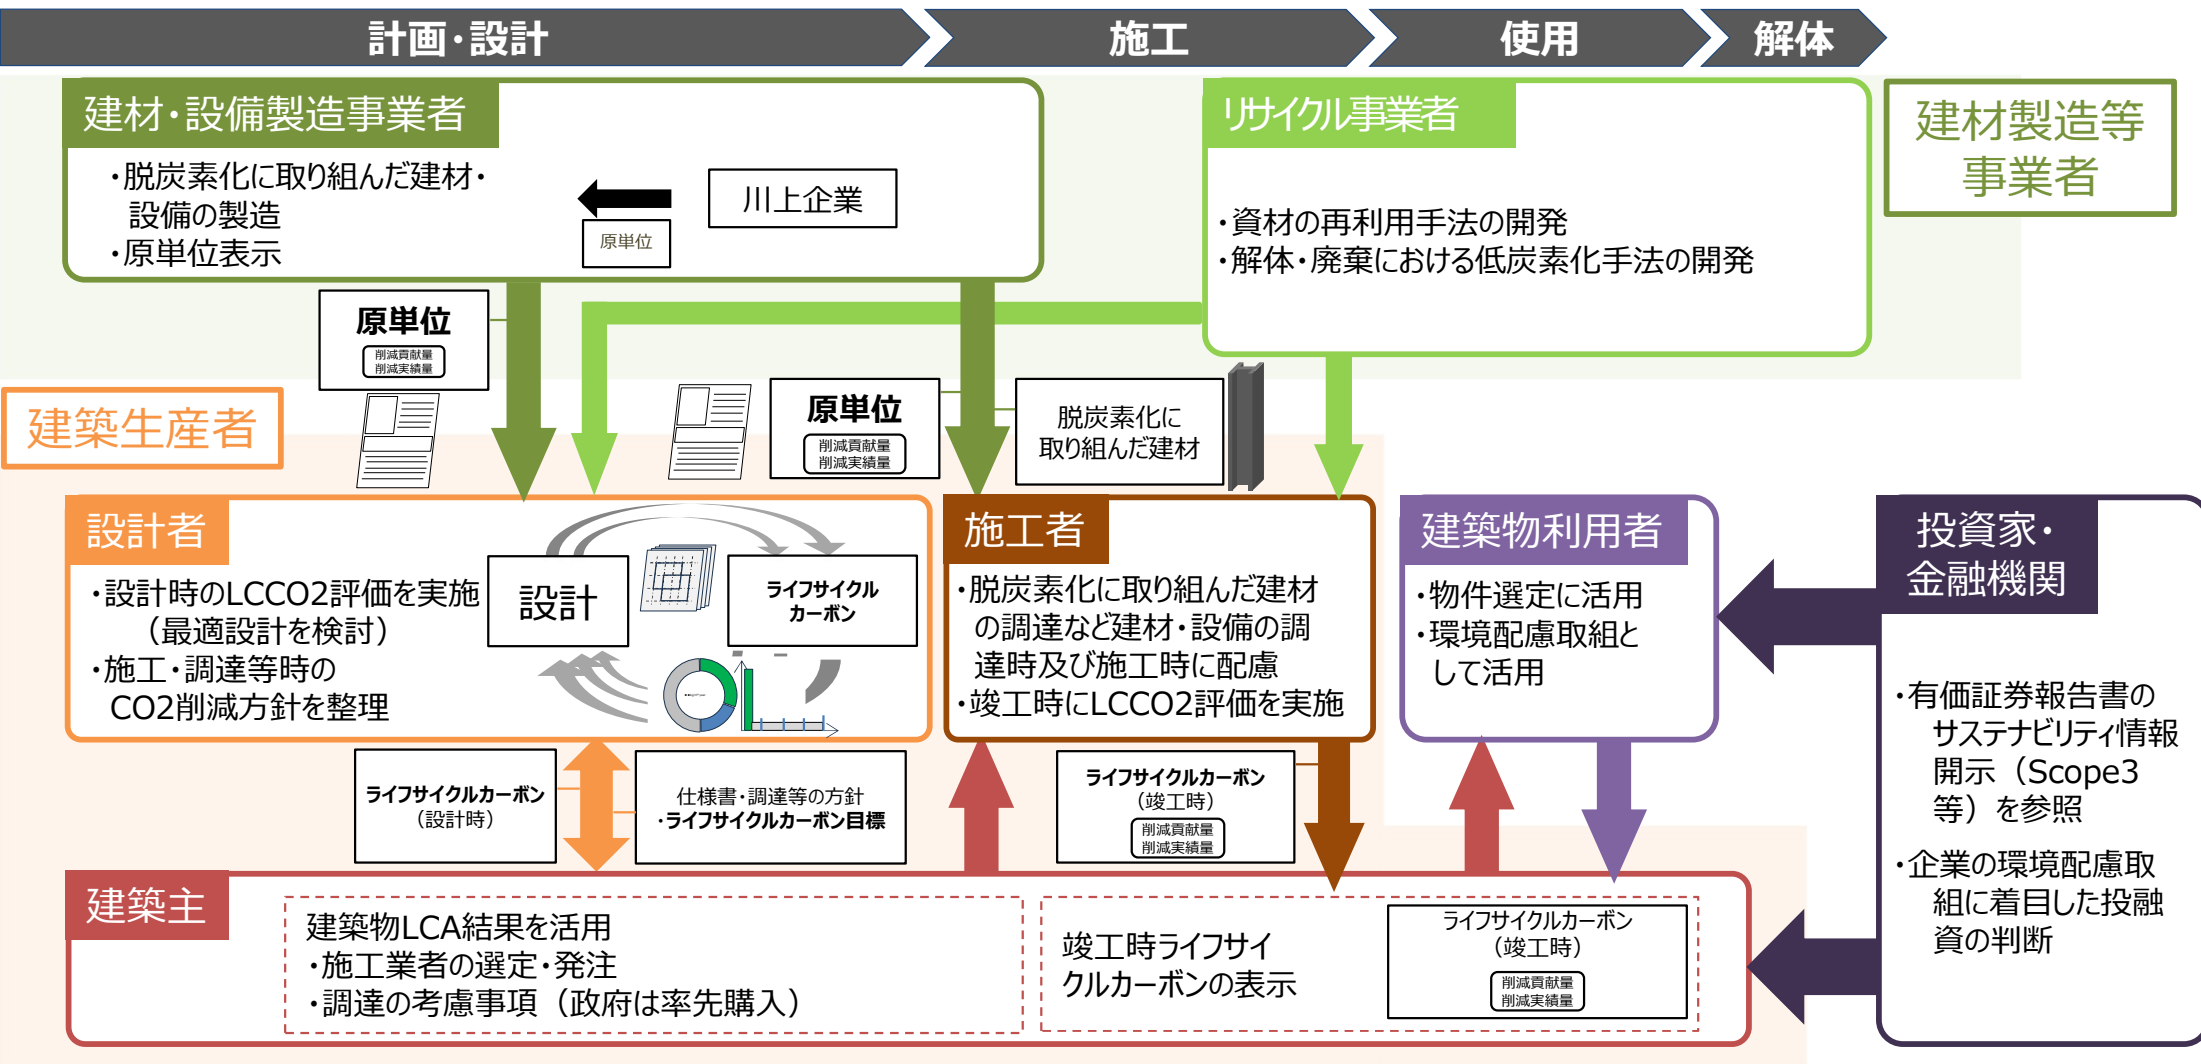 計画・設計
施工
使用
解体
建材・設備製造事業者
・脱炭素化に取り組んだ建材・
設備の製造
・原単位表示
川上企業
原単位
リサイクル事業者
・資材の再利用手法の開発
・解体・廃棄における低炭素化手法の開発
建材製造等
事業者
原単位
削減貢献量
削減実績量
原単位
削減貢献量
削減実績量
脱炭素化に
取り組んだ建材
建築生産者
設計者
・設計時のLCCO2評価を実施
（最適設計を検討）
・施工・調達等時の
CO2削減方針を整理
設計
ライフサイクル
カーボン
施工者
・脱炭素化に取り組んだ建材
の調達など建材・設備の調
達時及び施工時に配慮
・竣工時にLCCO2評価を実施
建築物利用者
・物件選定に活用
・環境配慮取組と
して活用
投資家・
金融機関
・有価証券報告書の
サステナビリティ情報
開示（Scope3
等）を参照
・企業の環境配慮取
組に着目した投融
資の判断
ライフサイクルカーボン
（設計時）
仕様書・調達等の方針
・ライフサイクルカーボン目標
ライフサイクルカーボン
（竣工時）
削減貢献量
削減実績量
建築主
建築物LCA結果を活用
・施工業者の選定・発注
・調達の考慮事項（政府は率先購入）
竣工時ライフサイ
クルカーボンの表示
ライフサイクルカーボン
（竣工時）
削減貢献量
削減実績量